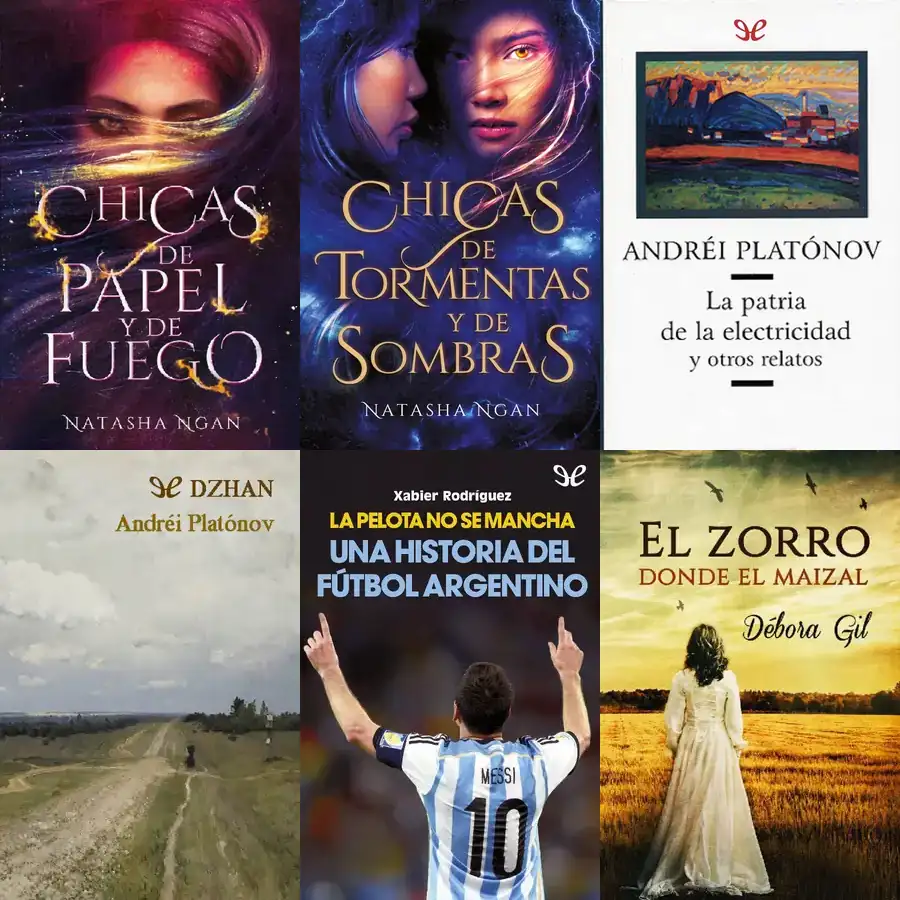 CHICAS
DE
PAPEL
Y DE
FUEGO
NATASHA NGAN
CHICAS
DE
TORMENTAS
Y DE
SOMBRAS
NATASHA NGAN
ANDRÉI PLATÓNOV
La patria
de la electricidad
y otros relatos
DZHAN
Andréi Platónov
Xabier Rodríguez
LA PELOTA NO SE MANCHA
UNA HISTORIA DEL
FÚTBOL ARGENTINO
MESSI
10
EL ZORRO
DONDE EL MAIZAL
Débora Gil